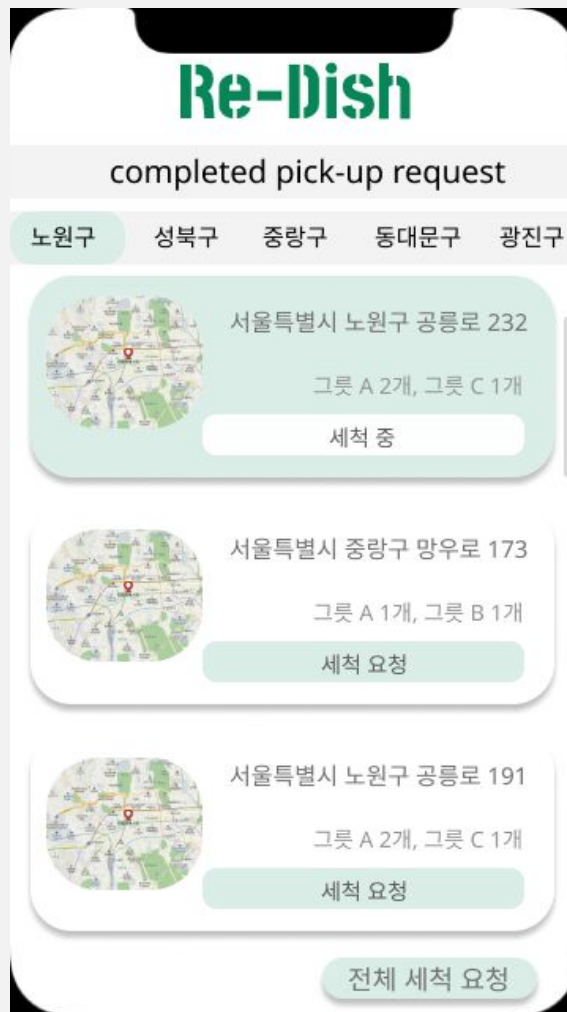 Re-Dish
completed pick-up request
노원구 성북구 중랑구 동대문구 광진구
서울특별시 노원구 공릉로 232
그릇 A 2개, 그릇 C 1개
세척 중
서울특별시 중랑구 망우로 173
그릇 A 1개, 그릇 B 1개
세척 요청
서울특별시 노원구 공릉로 191
그릇 A 2개, 그릇 C 1개
세척 요청
전체 세척 요청